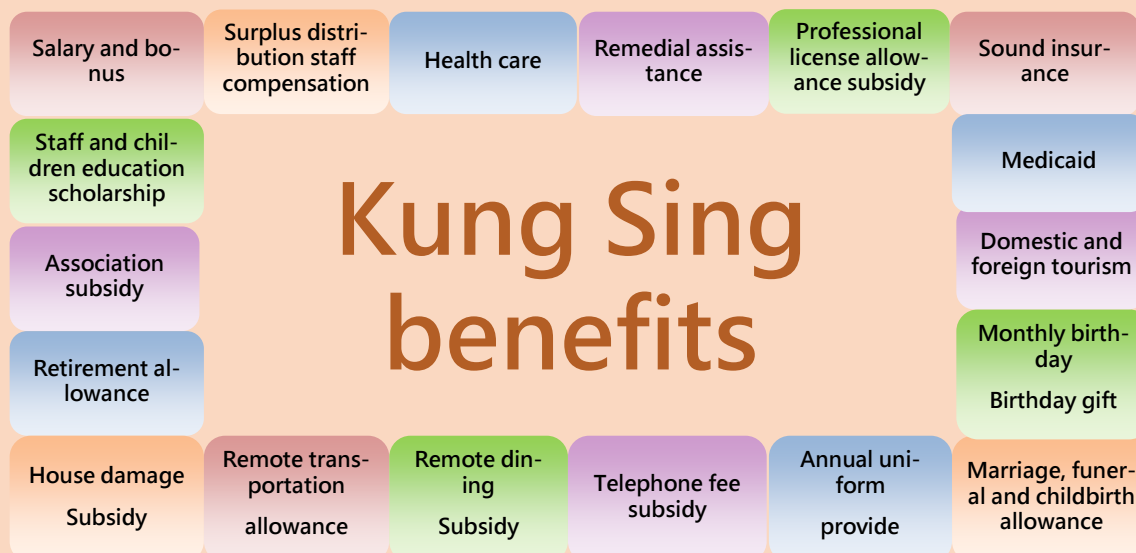 Salary and bo-
nus
Surplus distri-
bution staff
compensation
Health care
Remedial assis-
tance
Professional
license allow-
ance subsidy
Sound insur-
ance
Staff and chil-
dren education
scholarship
Medicaid
Kung Sing
benefits
Association
subsidy
Domestic and
foreign tourism
Retirement al-
lowance
Monthly birth-
day
Birthday gift
House damage
Subsidy
Remote trans-
portation
allowance
Remote din-
ing
Subsidy
Telephone fee
subsidy
Annual uni-
form
provide
Marriage, funer-
al and childbirth
allowance